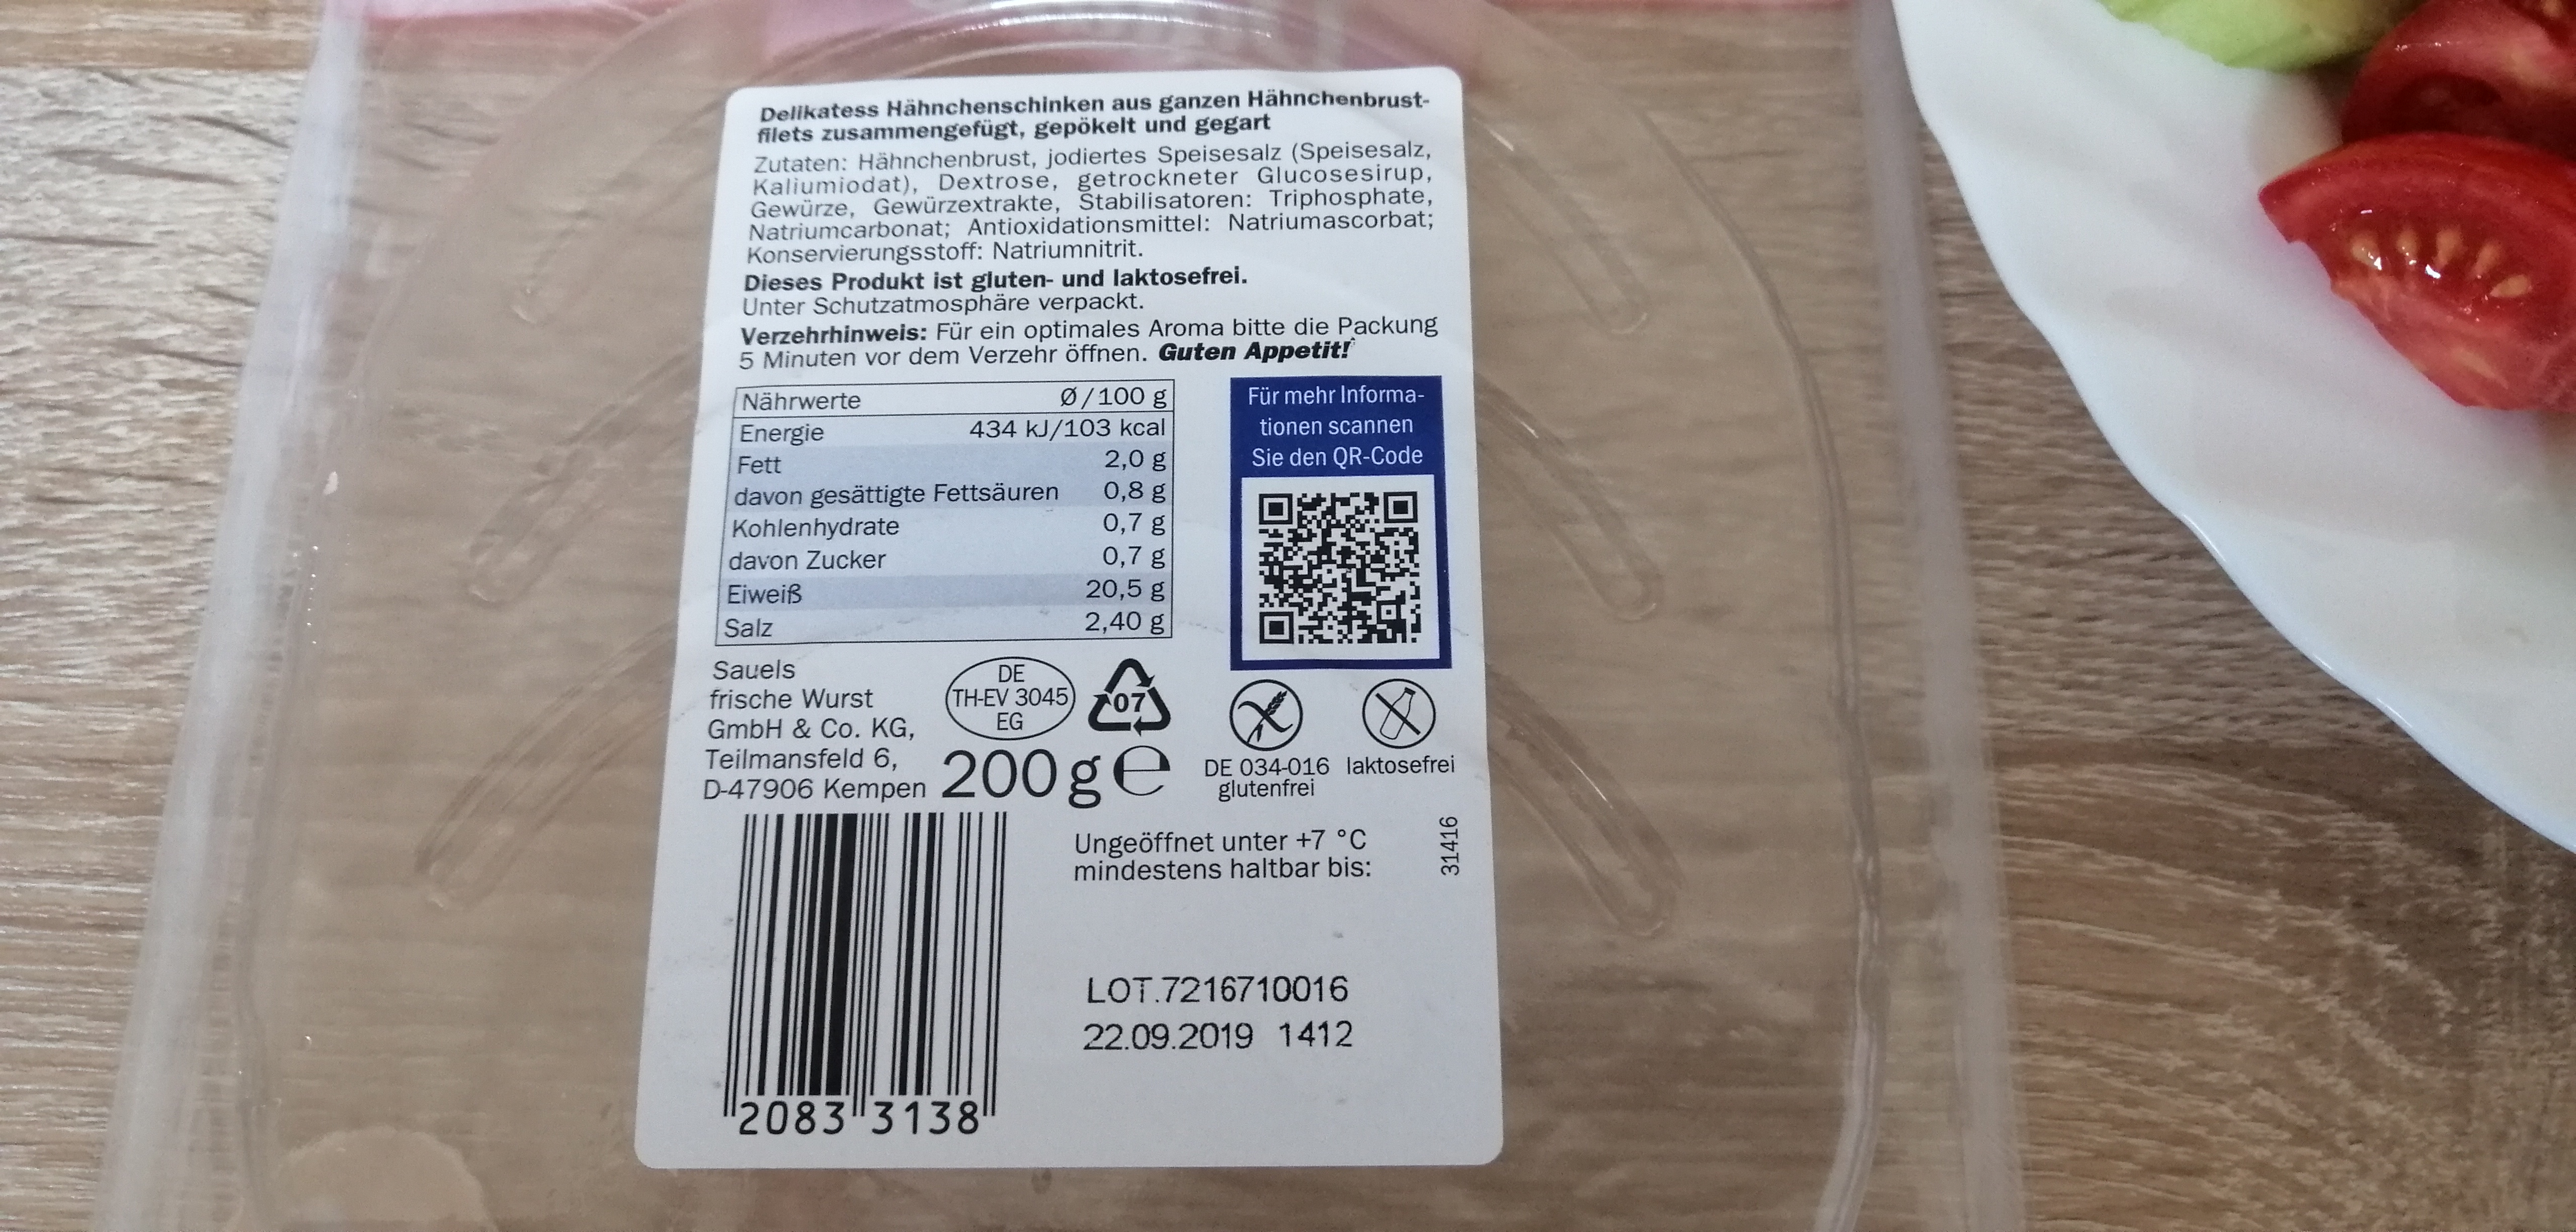 Delikatess Hähnchenschinken aus ganzen Hähnchenbrust-
filets zusammengefügt, gepökelt und gegart
Zutaten: Hähnchenbrust, jodiertes Speisesalz (Speisesalz,
Kaliumiodat), Dextrose, getrockneter Glucosesirup,
Gewürze, Gewürzextrakte, Stabilisatoren: Triphosphate,
Natriumcarbonat; Antioxidationsmittel: Natriumascorbat;
Konservierungsstoff: Natriumnitrit.
Dieses Produkt ist gluten- und laktosefrei.
Unter Schutzatmosphäre verpackt.
Verzehrhinweis: Für ein optimales Aroma bitte die Packung
5 Minuten vor dem Verzehr öffnen. Guten Appetit!
Nährwerte Ø/100 g
Energie 434 kJ/103 kcal
Fett 2,0 g
davon gesättigte Fettsäuren 0,8 g
Kohlenhydrate 0,7 g
davon Zucker 0,7 g
Eiweiß 20,5 g
Salz 2,40 g
Für mehr Informa-
tionen scannen
Sie den QR-Code
Sauels
frische Wurst
GmbH & Co. KG,
Teilmansfeld 6,
D-47906 Kempen
DE
TH-EV 3045
EG
07
200 g e
DE 034-016
glutenfrei
laktosefrei
Ungeöffnet unter +7 °C
mindestens haltbar bis:
31416
LOT.7216710016
22.09.2019 1412
2083 3138